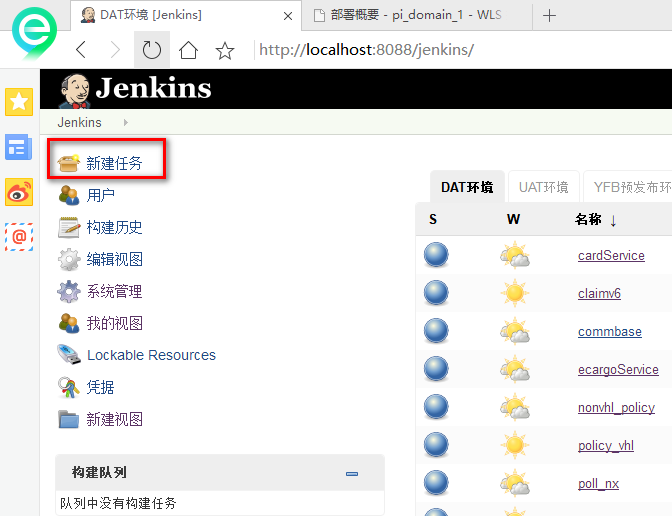 DAT环境 [Jenkins]
部署概要 - pi_domain_1 - WLS
http://localhost:8088/jenkins/
Jenkins
Jenkins
新建任务
用户
构建历史
编辑视图
系统管理
我的视图
Lockable Resources
凭据
新建视图
构建队列
队列中没有构建任务
DAT环境 UAT环境 YFB预发布环
S W 名称 ↓
cardService
claimv6
commbase
ecargoService
nonvhl_policy
policy_vhl
poll_nx